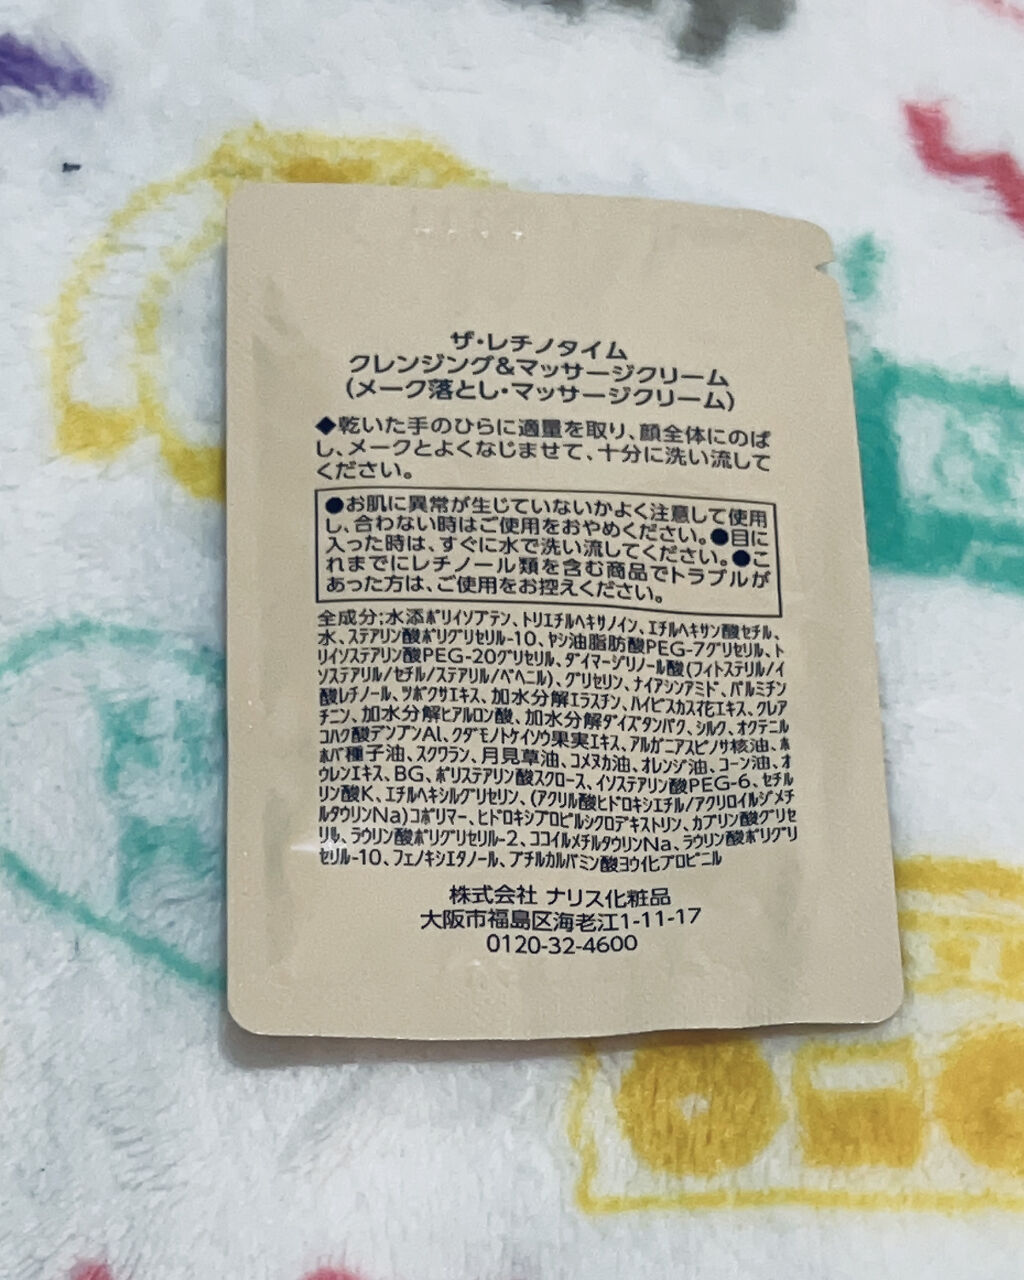 ザ・レチノタイム
クレンジング&マッサージクリーム
(メーク落とし・マッサージクリーム)
◆乾いた手のひらに適量を取り、顔全体にのば
し、メークとよくなじませて、十分に洗い流して
ください。
●お肌に異常が生じていないかよく注意して使用
し、合わない時はご使用をおやめください。●目に
入った時は、すぐに水で洗い流してください。●こ
れまでにレチノール類を含む商品でトラブルが
あった方は、ご使用をお控えください。
全成分:水添ポリイソブテン、トリエチルヘキサノイン、エチルヘキサン酸セチル、
水、ステアリン酸ポリグリセリル-10、ヤシ油脂肪酸PEG-7グリセリル、ト
リイソステアリン酸PEG-20グリセリル、ダイマージリノール酸(フィトステリル/イ
ソステアリル/セチル/ステアリル/ベヘニル)、グリセリン、ナイアシンアミド、パルミチン
酸レチノール、ツボクサエキス、加水分解エラスチン、ハイビスカス花エキス、クレア
チニン、加水分解ヒアルロン酸、加水分解ダイズタンパク、シルク、オクテニル
コハク酸デンプンAl、クダモノトケイソウ果実エキス、アルガニアスピノサ核油、ホ
ホバ種子油、スクワラン、月見草油、コメヌカ油、オレンジ油、コーン油、オ
ウレンエキス、BG、ポリステアリン酸スクロース、イソステアリン酸PEG-6、セチル
リン酸K、エチルヘキシルグリセリン、(アクリル酸ヒドロキシエチル/アクリロイルジメチ
ルタウリンNa)コポリマー、ヒドロキシプロピルシクロデキストリン、カプリン酸グリセ
リル、ラウリン酸ポリグリセリル-2、ココイルメチルタウリンNa、ラウリン酸ポリグリ
セリル-10、フェノキシエタノール、ブチルカルバミン酸ヨウ化プロピニル
株式会社 ナリス化粧品
大阪市福島区海老江1-11-17
0120-32-4600